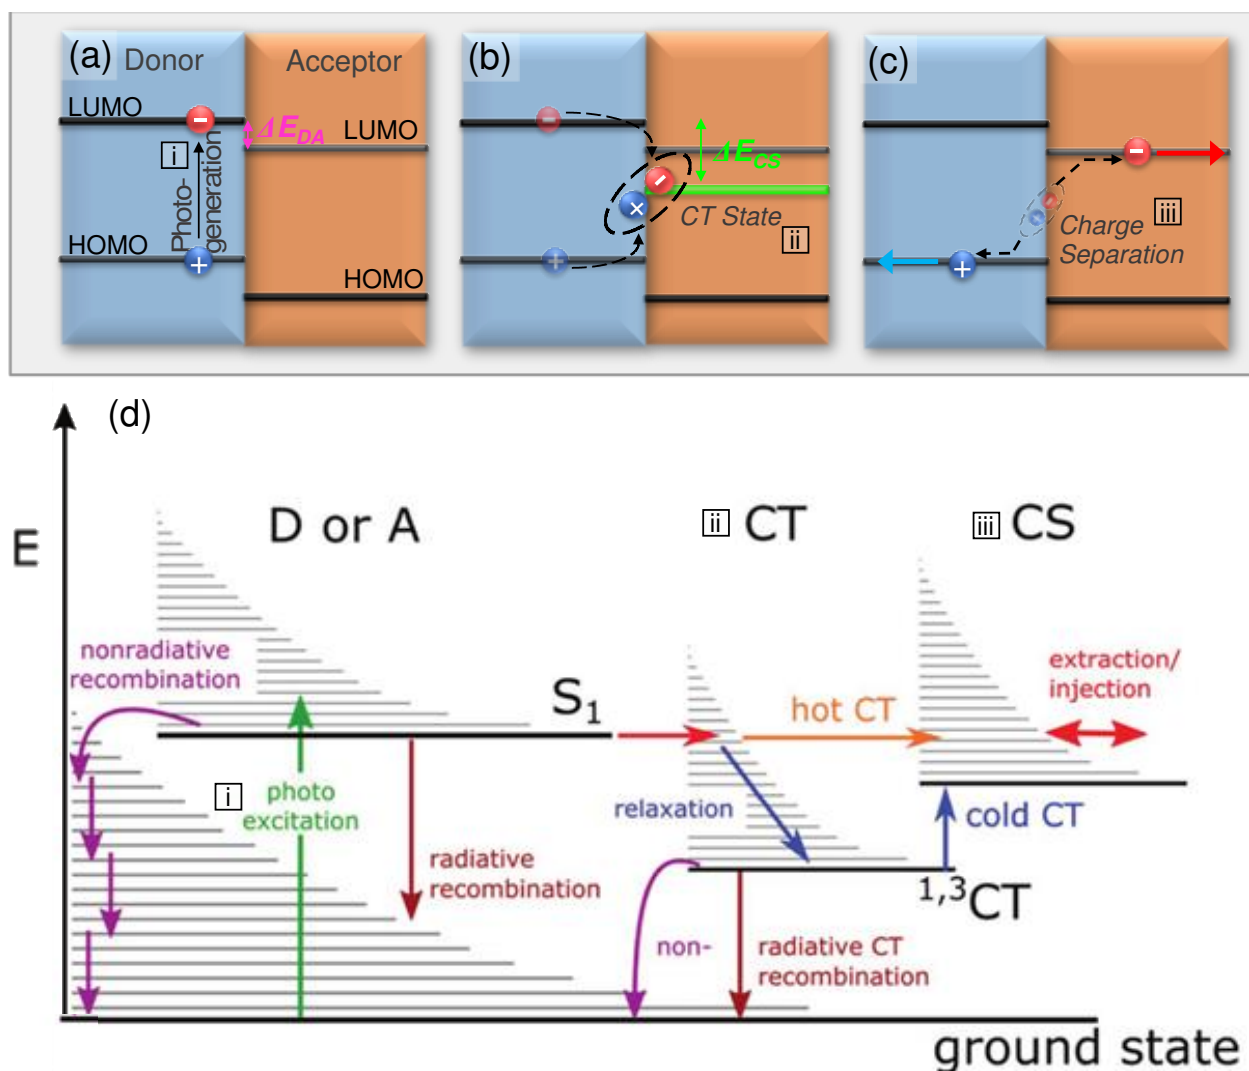 (a) Donor Acceptor
LUMO
ΔE_DA LUMO
i
Photo-
generation
HOMO
HOMO
(b)
ΔE_CS
CT State
ii
(c)
iii
Charge
Separation
(d)
E
D or A
ii CT
iii CS
nonradiative
recombination
S1
hot CT
extraction/
injection
i photo
excitation
relaxation
cold CT
radiative
recombination
1,3CT
non-
radiative CT
recombination
ground state